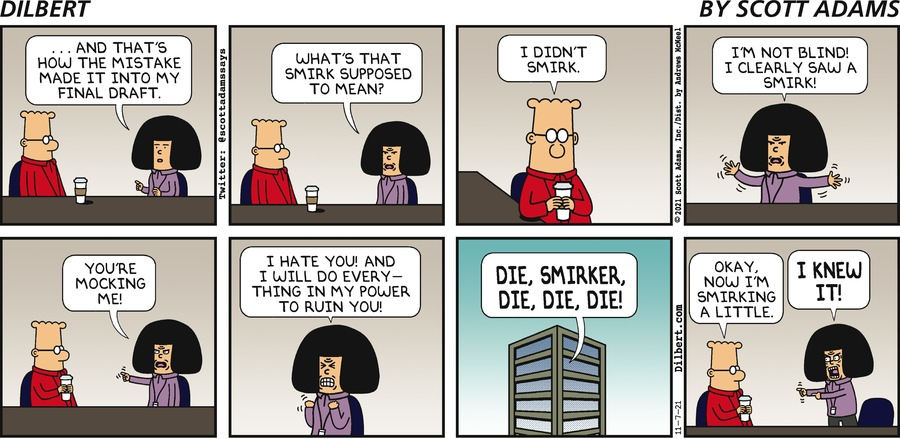 DILBERT
BY SCOTT ADAMS
...AND THAT'S
HOW THE MISTAKE
MADE IT INTO MY
FINAL DRAFT.
Twitter: @scottadamssays
WHAT'S THAT
SMIRK SUPPOSED
TO MEAN?
I DIDN'T
SMIRK.
©2021 Scott Adams, Inc./Dist. by Andrews McMeel
I'M NOT BLIND!
I CLEARLY SAW A
SMIRK!
YOU'RE
MOCKING
ME!
I HATE YOU! AND
I WILL DO EVERY-
THING IN MY POWER
TO RUIN YOU!
DIE, SMIRKER,
DIE, DIE, DIE!
11-7-21 Dilbert.com
OKAY,
NOW I'M
SMIRKING
A LITTLE.
I KNEW
IT!